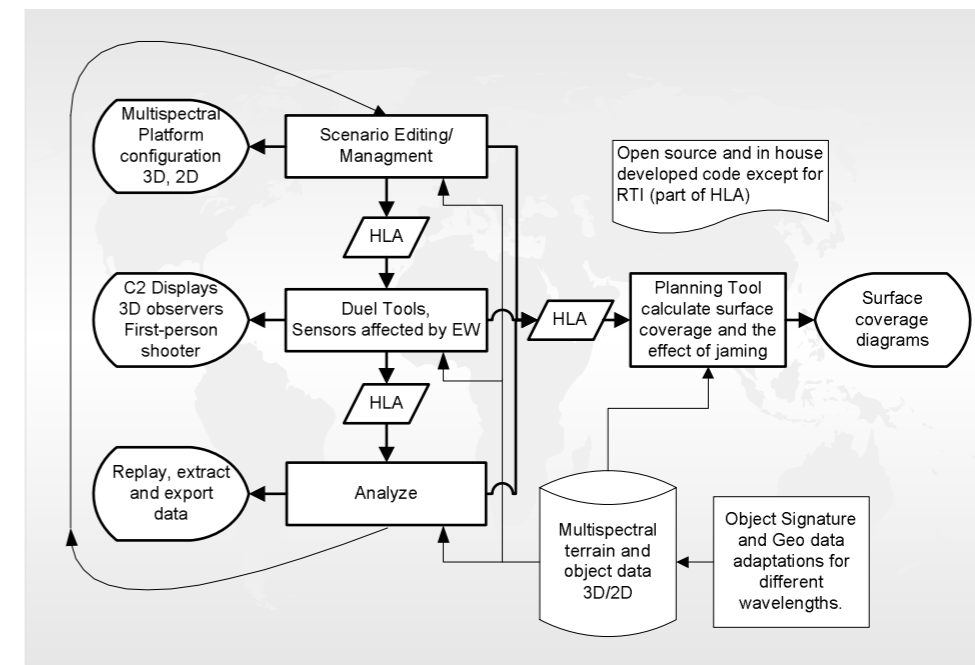 Multispectral
Platform
configuration
3D, 2D
Scenario Editing/
Managment
Open source and in house
developed code except for
RTI (part of HLA)
HLA
C2 Displays
3D observers
First-person
shooter
Duel Tools,
Sensors affected by EW
HLA
Planning Tool
calculate surface
coverage and the
effect of jaming
Surface
coverage
diagrams
HLA
Replay, extract
and export
data
Analyze
Multispectral
terrain and
object data
3D/2D
Object Signature
and Geo data
adaptations for
different
wavelengths.